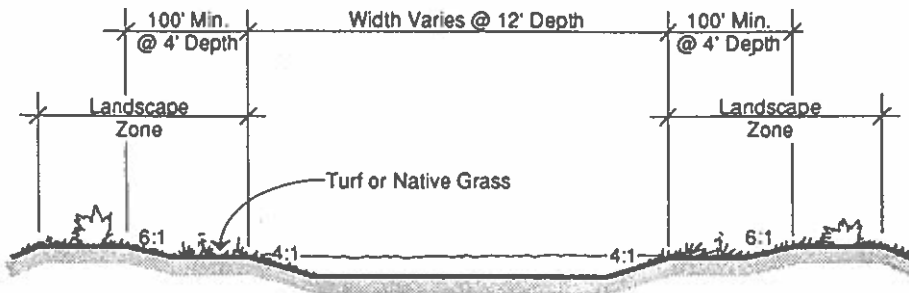 100' Min.
@ 4' Depth
Width Varies @ 12' Depth
100' Min.
@ 4' Depth
Landscape
Zone
Landscape
Zone
Turf or Native Grass
6:1
4:1
4:1
6:1